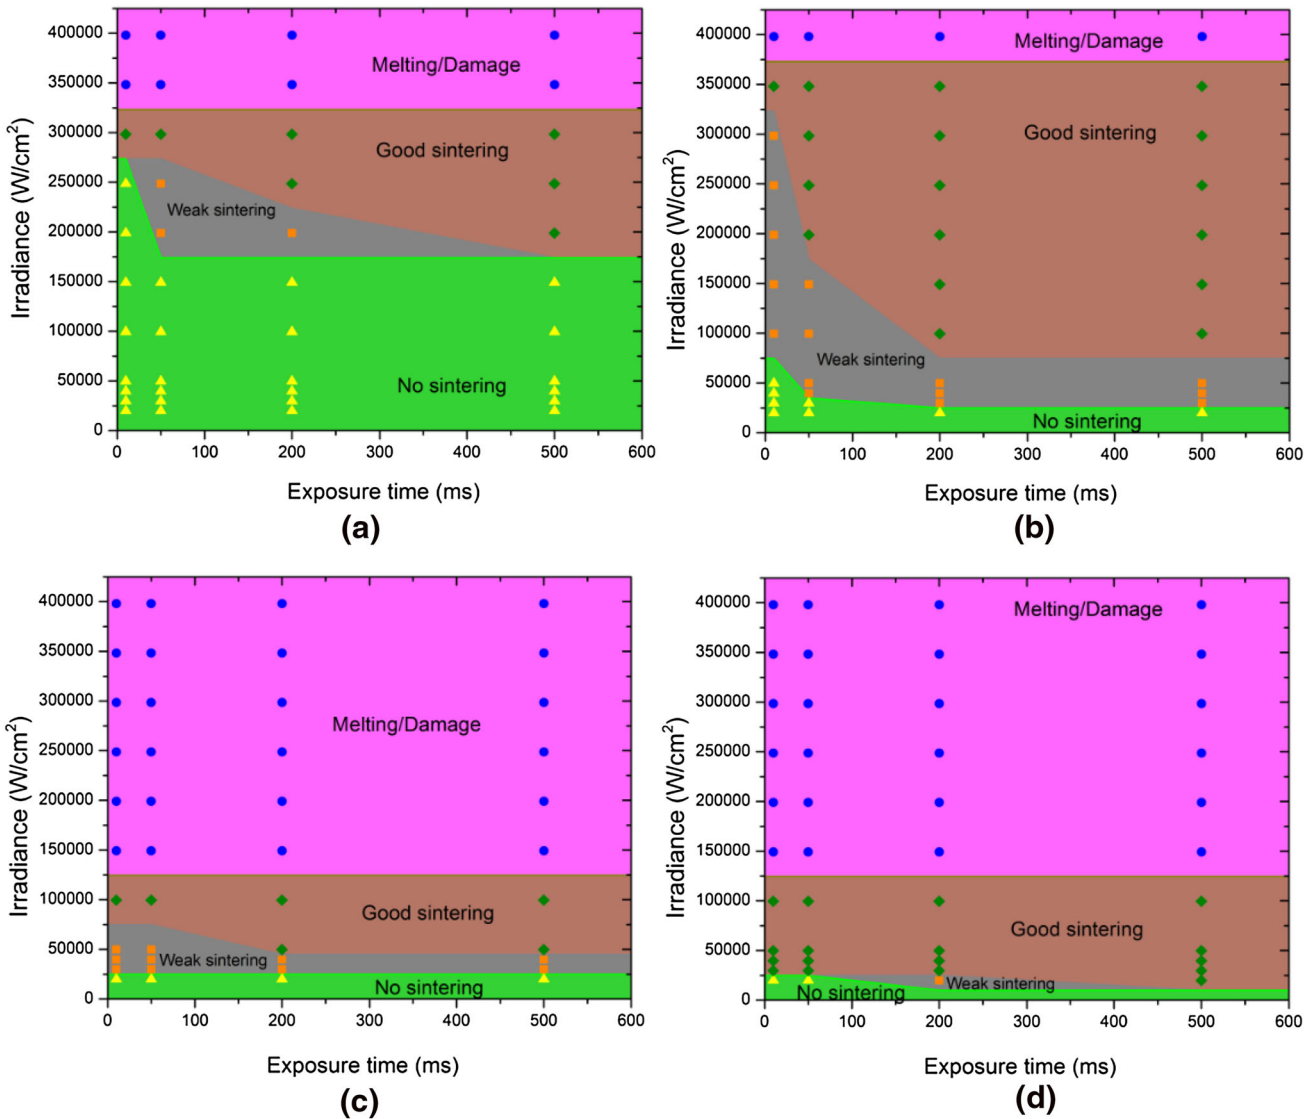 400000
350000
300000
250000
200000
150000
100000
50000
0
Irradiance (W/cm²)
Melting/Damage
Good sintering
Weak sintering
No sintering
0 100 200 300 400 500 600
Exposure time (ms)
(a)
400000
350000
300000
250000
200000
150000
100000
50000
0
Irradiance (W/cm²)
Melting/Damage
Good sintering
Weak sintering
No sintering
0 100 200 300 400 500 600
Exposure time (ms)
(b)
400000
350000
300000
250000
200000
150000
100000
50000
0
Irradiance (W/cm²)
Melting/Damage
Good sintering
Weak sintering
No sintering
0 100 200 300 400 500 600
Exposure time (ms)
(c)
400000
350000
300000
250000
200000
150000
100000
50000
0
Irradiance (W/cm²)
Melting/Damage
Good sintering
Weak sintering
No sintering
0 100 200 300 400 500 600
Exposure time (ms)
(d)